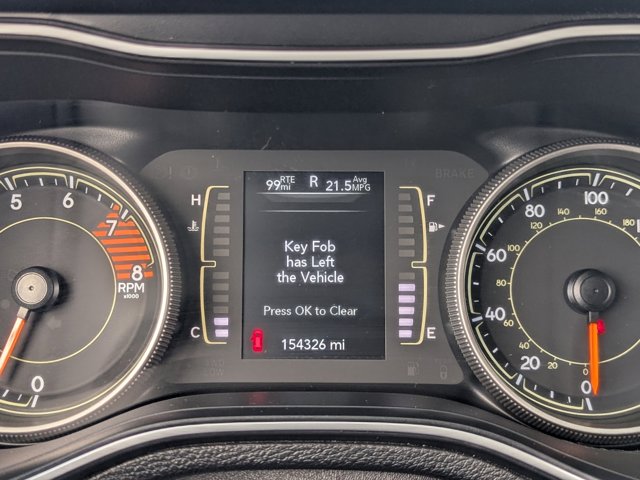 99 RTE mi R 21.5 Avg MPG
Key Fob
has Left
the Vehicle
Press OK to Clear
154326 mi
H
C
F
E
BRAKE
5
6
7
8
RPM
x1000
0
0
20
40
60
80
100
20
40
60
80
100
120
140
160
180